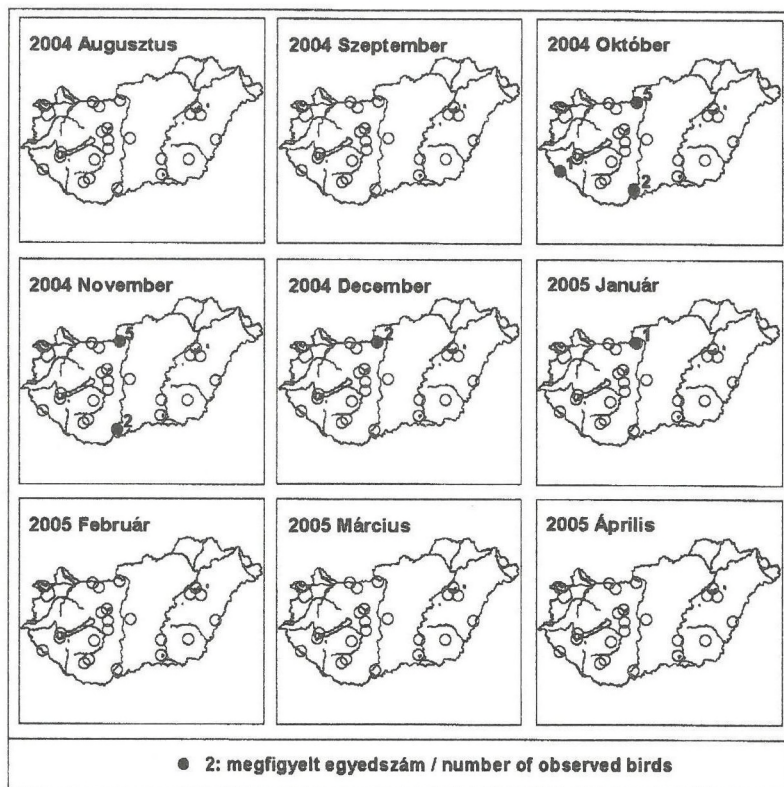 2004 Augusztus
2004 Szeptember
2004 Október
5
1
2
2004 November
5
2
2004 December
2
2005 Január
1
2005 Február
2005 Március
2005 Április
● 2: megfigyelt egyedszám / number of observed birds